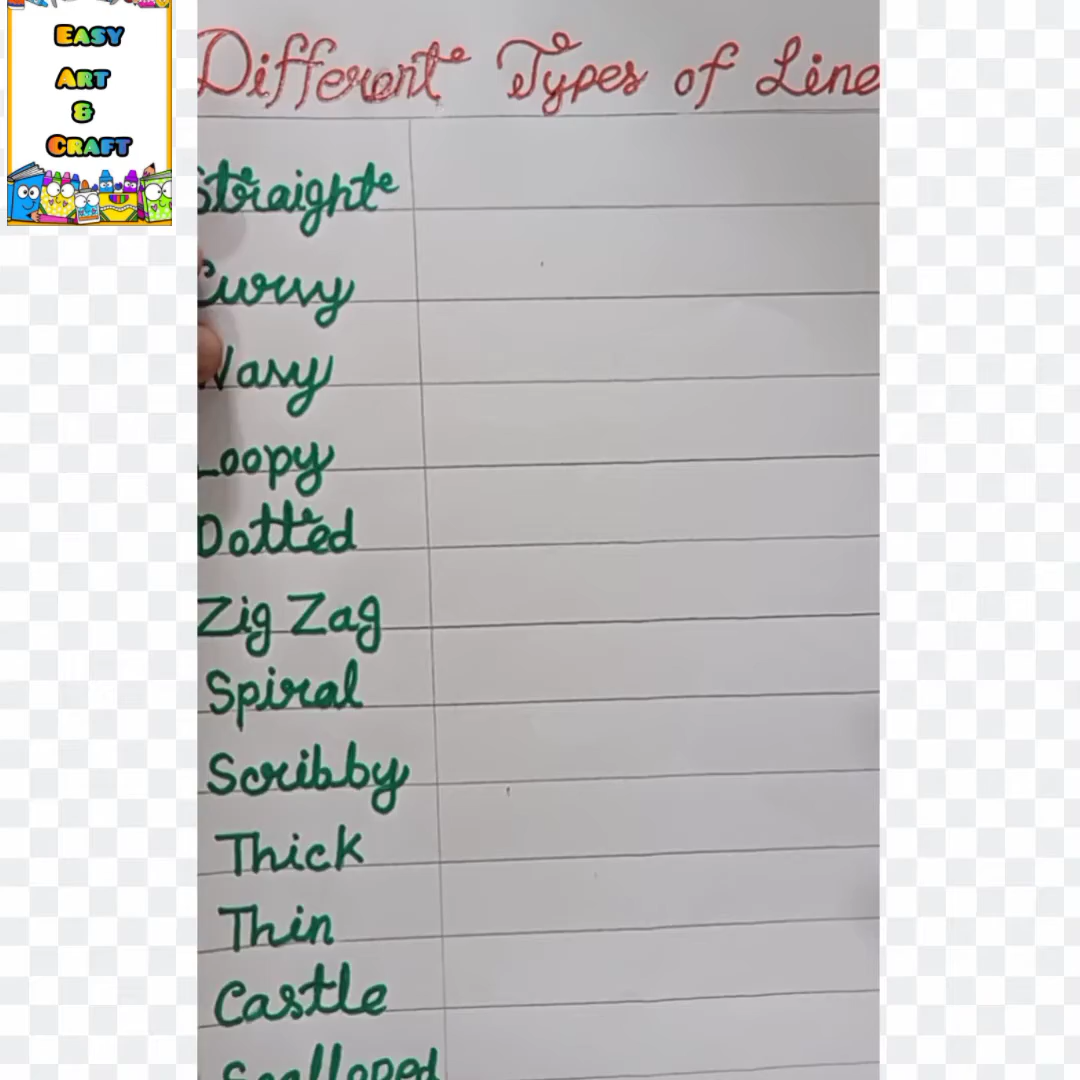 EASY
ART
&
CRAFT
Different Types of Line
Straight
Curvy
Wavy
Loopy
Dotted
Zig Zag
Spiral
Scribby
Thick
Thin
Castle
Scalloped